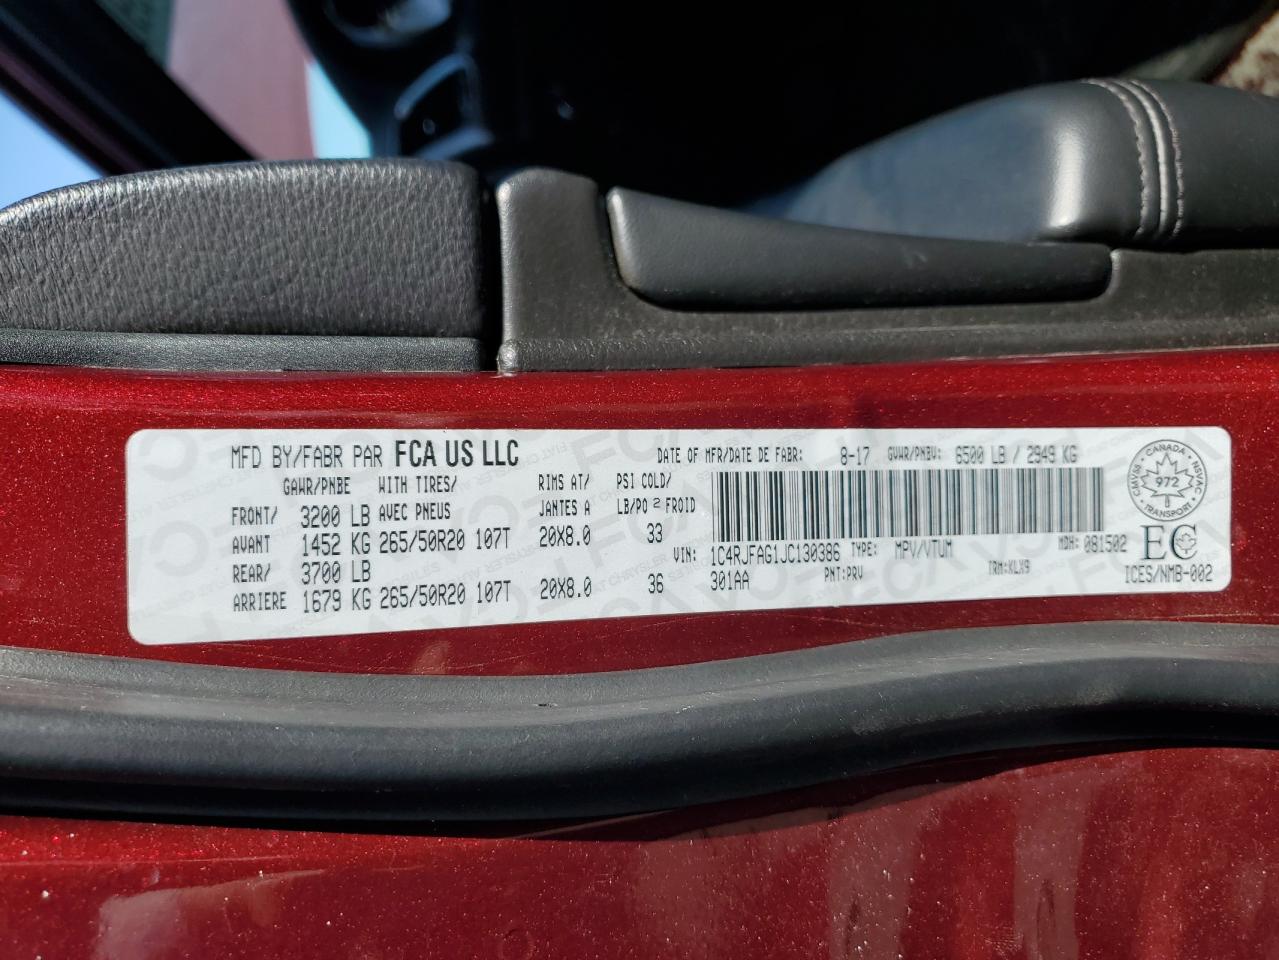 MFD BY/FABR PAR FCA US LLC DATE OF MFR/DATE DE FABR: 8-17 GVWR/PNBV: 6500 LB / 2949 KG
GAWR/PNBE WITH TIRES/ RIMS AT/ PSI COLD/
AVEC PNEUS JANTES A LB/PO 2 FROID
FRONT/ 3200 LB
AVANT 1452 KG 265/50R20 107T 20X8.0 33
REAR/ 3700 LB
ARRIERE 1679 KG 265/50R20 107T 20X8.0 36
VIN: 1C4RJFAG1JC130386 TYPE: MPV/VTUM MDH: 081502
301AA PNT:PRV TRM:KLX9
CANADA
CMVSS NSVAC
972
TRANSPORT
EC
ICES/NMB-002